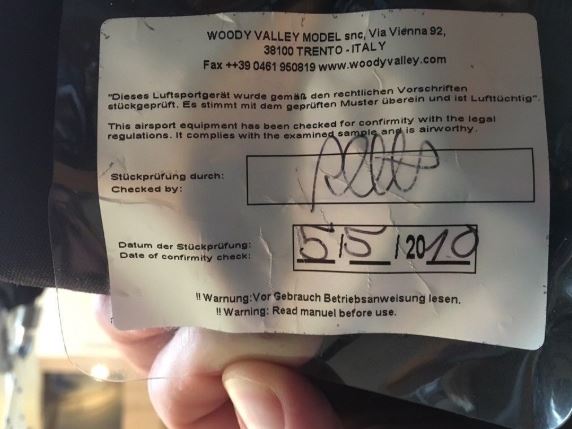 WOODY VALLEY MODEL snc, Via Vienna 92,
38100 TRENTO - ITALY
Fax ++39 0461 950819 www.woodyvalley.com
"Dieses Luftsportgerät wurde gemäß den rechtlichen Vorschriften
stückgeprüft. Es stimmt mit dem geprüften Muster überein und ist Lufttüchtig".
This airsport equipment has been checked for confirmity with the legal
regulations. It complies with the examined sample and is airworthy.
Stückprüfung durch:
Checked by:
Datum der Stückprüfung: 5/5/2010
Date of confirmity check:
!! Warnung:Vor Gebrauch Betriebsanweisung lesen.
!! Warning: Read manuel before use.